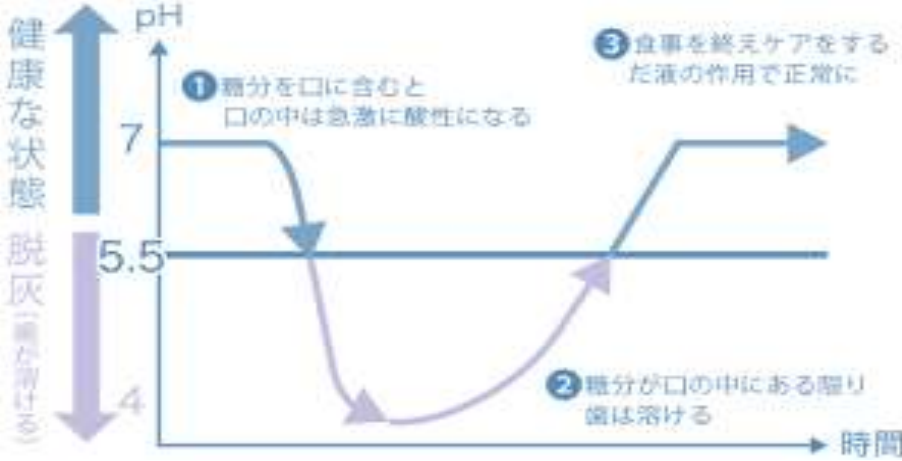 健康な状態
脱灰(歯が溶ける)
pH
7
5.5
4
❶糖分を口に含むと
口の中は急激に酸性になる
❸食事を終えケアをする
だ液の作用で正常に
❷糖分が口の中にある限り
歯は溶ける
時間